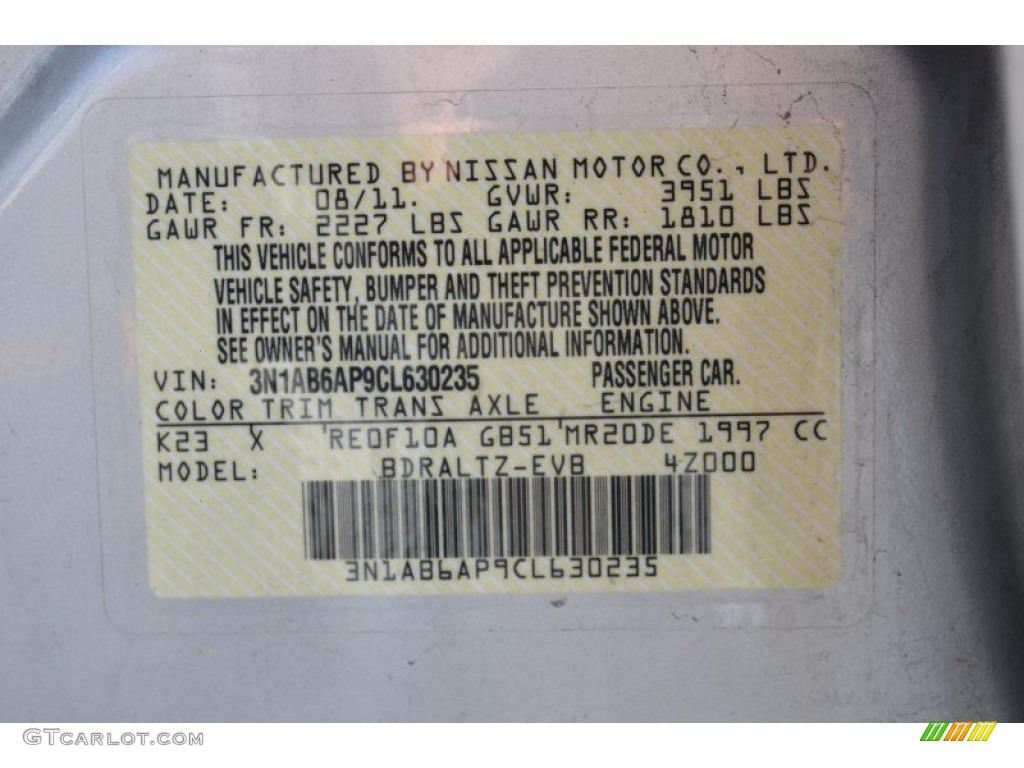 MANUFACTURED BY NISSAN MOTOR CO., LTD.
DATE: 08/11. GVWR: 3951 LBS
GAWR FR: 2227 LBS GAWR RR: 1810 LBS
THIS VEHICLE CONFORMS TO ALL APPLICABLE FEDERAL MOTOR
VEHICLE SAFETY, BUMPER AND THEFT PREVENTION STANDARDS
IN EFFECT ON THE DATE OF MANUFACTURE SHOWN ABOVE.
SEE OWNER'S MANUAL FOR ADDITIONAL INFORMATION.
VIN: 3N1AB6AP9CL630235 PASSENGER CAR.
COLOR TRIM TRANS AXLE ENGINE
K23 X RE0F10A GB51 MR20DE 1997 CC
MODEL: BDRALTZ-EVB 4Z000
3N1AB6AP9CL630235
GTCARLOT.COM